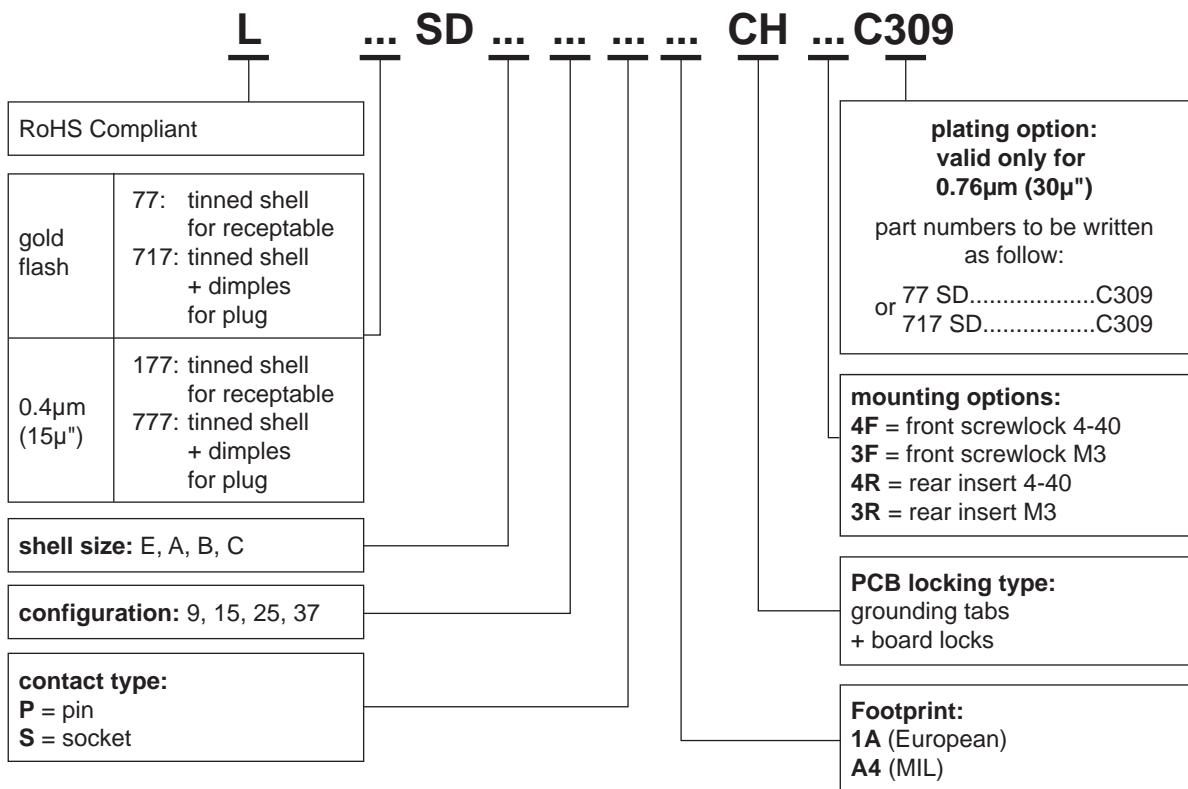 L ... SD ... ... ... ... CH ... C309
RoHS Compliant
gold
flash
77: tinned shell
for receptable
717: tinned shell
+ dimples
for plug
0.4µm
(15µ")
177: tinned shell
for receptable
777: tinned shell
+ dimples
for plug
shell size: E, A, B, C
configuration: 9, 15, 25, 37
contact type:
P = pin
S = socket
plating option:
valid only for
0.76µm (30µ")
part numbers to be written
as follow:
or
77 SD...................C309
717 SD.................C309
mounting options:
4F = front screwlock 4-40
3F = front screwlock M3
4R = rear insert 4-40
3R = rear insert M3
PCB locking type:
grounding tabs
+ board locks
Footprint:
1A (European)
A4 (MIL)